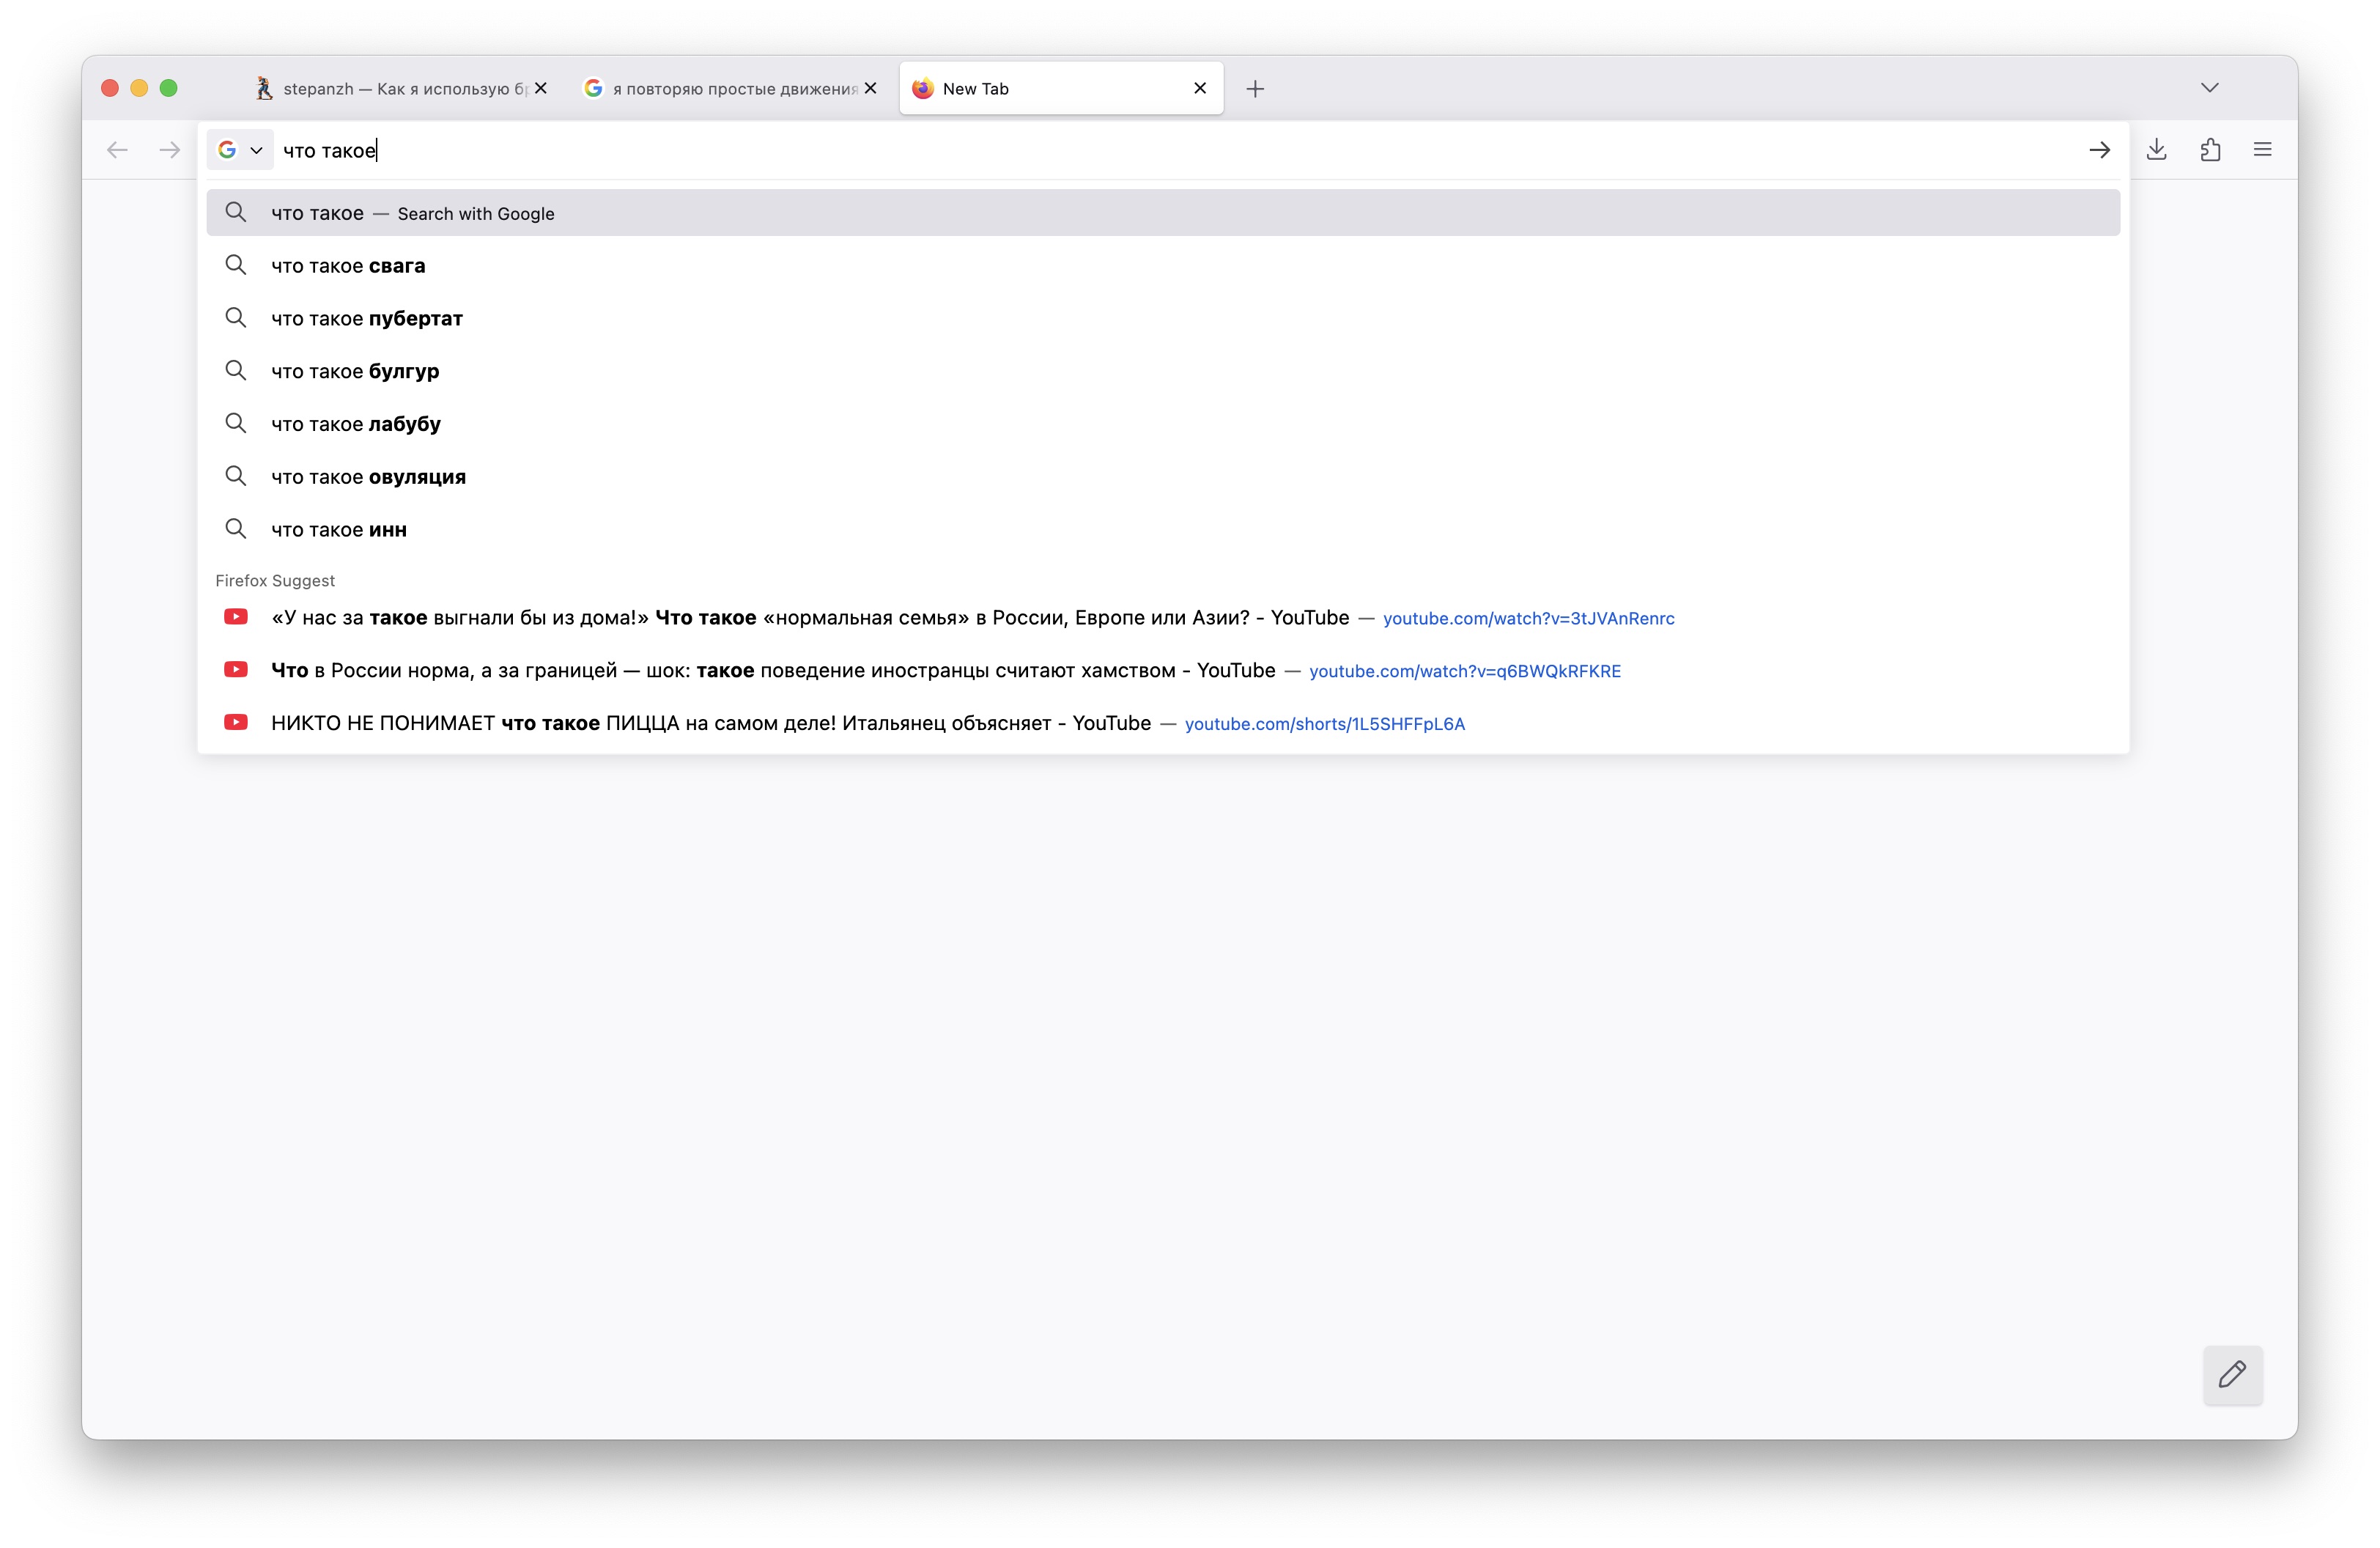 stepanzh — Как я использую бр
я повторяю простые движения
New Tab
что такое
что такое — Search with Google
что такое свага
что такое пубертат
что такое булгур
что такое лабубу
что такое овуляция
что такое инн
Firefox Suggest
«У нас за такое выгнали бы из дома!» Что такое «нормальная семья» в России, Европе или Азии? - YouTube — youtube.com/watch?v=3tJVAnRenrc
Что в России норма, а за границей — шок: такое поведение иностранцы считают хамством - YouTube — youtube.com/watch?v=q6BWQkRFKRE
НИКТО НЕ ПОНИМАЕТ что такое ПИЦЦА на самом деле! Итальянец объясняет - YouTube — youtube.com/shorts/1L5SHFFpL6A